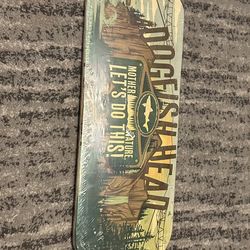 DOGFISH HEAD
MOTHER
NATURE
LET'S DO THIS!